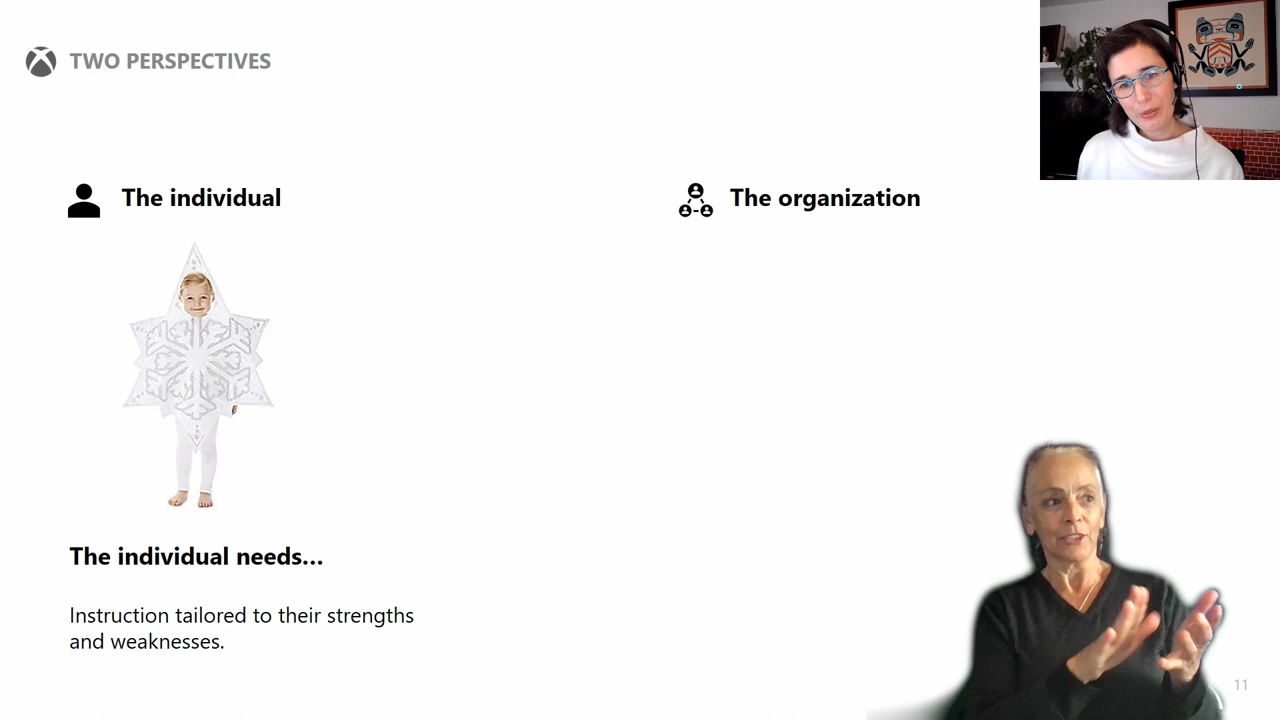 TWO PERSPECTIVES
The individual
The organization
The individual needs...
Instruction tailored to their strengths
and weaknesses.
11